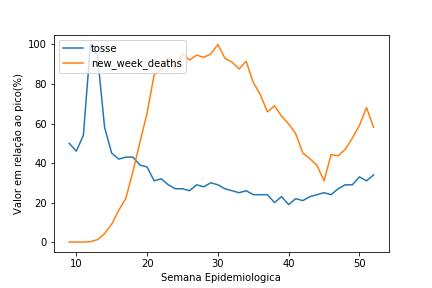 tosse
new_week_deaths
100
80
60
40
20
0
Valor em relação ao pico(%)
10
20
30
40
50
Semana Epidemiologica